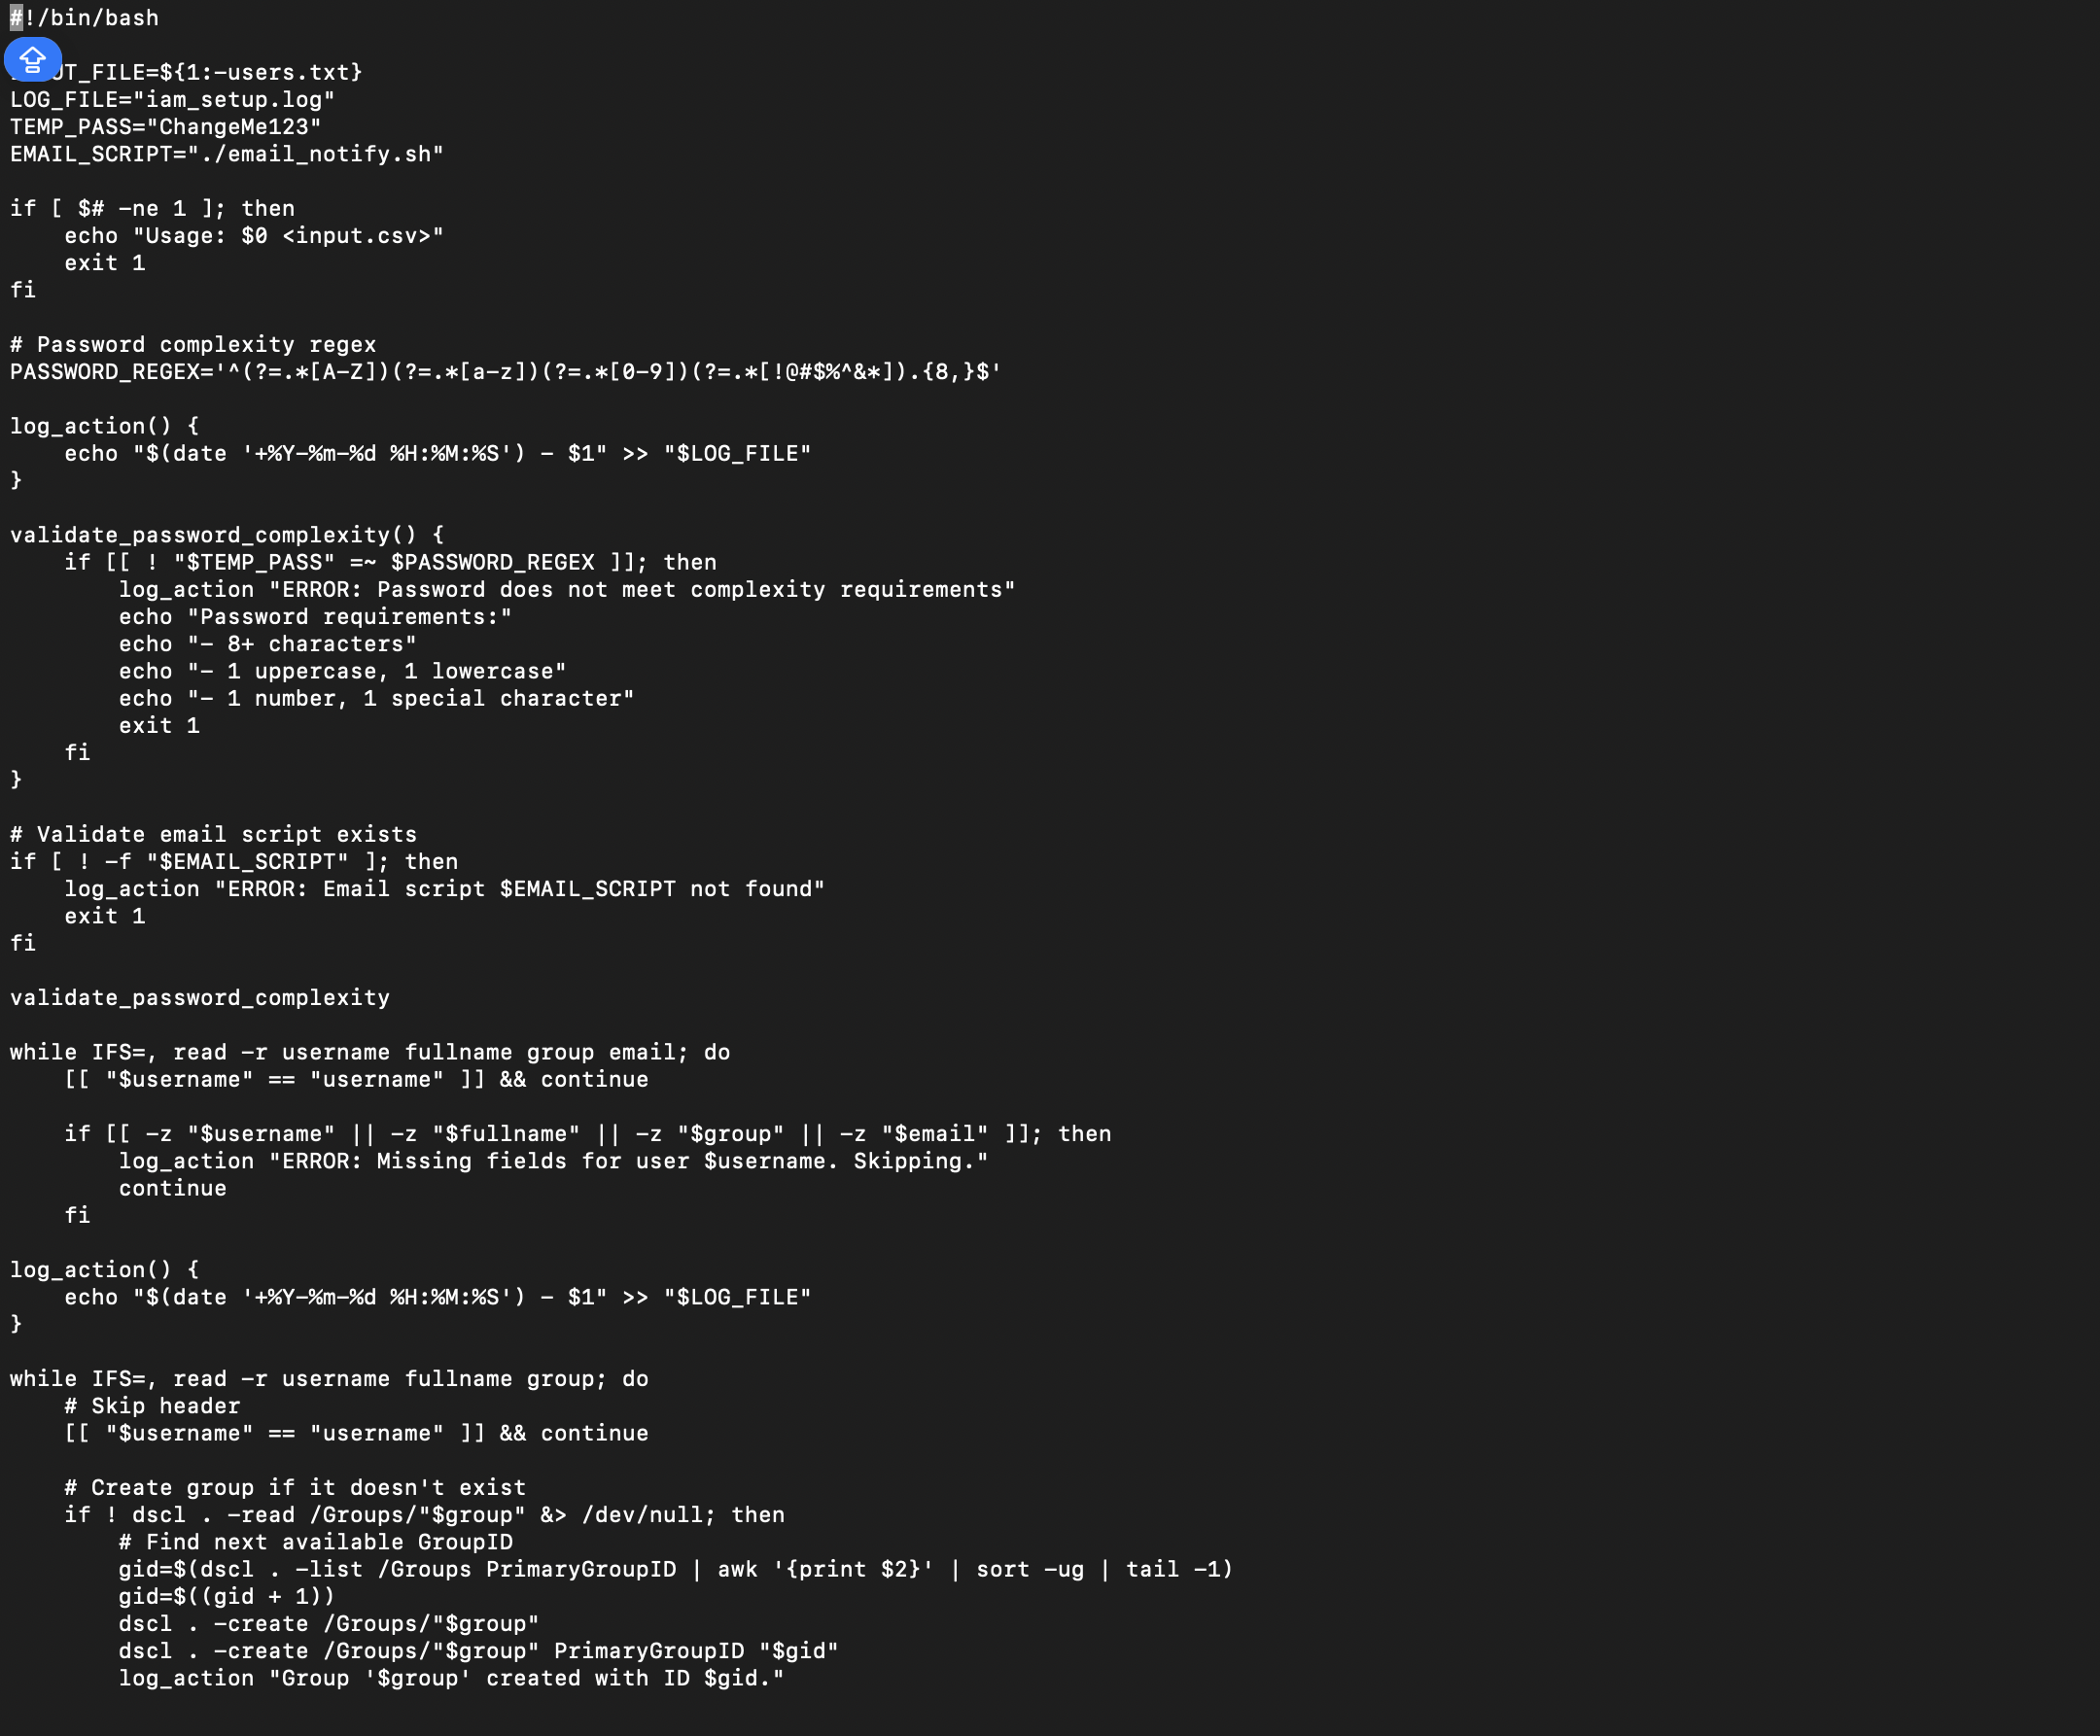 #!/bin/bash
UT_FILE=${1:-users.txt}
LOG_FILE="iam_setup.log"
TEMP_PASS="ChangeMe123"
EMAIL_SCRIPT="./email_notify.sh"
if [ $# -ne 1 ]; then
    echo "Usage: $0 <input.csv>"
    exit 1
fi
# Password complexity regex
PASSWORD_REGEX='^(?=.*[A-Z])(?=.*[a-z])(?=.*[0-9])(?=.*[!@#$%^&*]).{8,}$'
log_action() {
    echo "$(date '+%Y-%m-%d %H:%M:%S') - $1" >> "$LOG_FILE"
}
validate_password_complexity() {
    if [[ ! "$TEMP_PASS" =~ $PASSWORD_REGEX ]]; then
        log_action "ERROR: Password does not meet complexity requirements"
        echo "Password requirements:"
        echo "- 8+ characters"
        echo "- 1 uppercase, 1 lowercase"
        echo "- 1 number, 1 special character"
        exit 1
    fi
}
# Validate email script exists
if [ ! -f "$EMAIL_SCRIPT" ]; then
    log_action "ERROR: Email script $EMAIL_SCRIPT not found"
    exit 1
fi
validate_password_complexity
while IFS=, read -r username fullname group email; do
    [[ "$username" == "username" ]] && continue
    if [[ -z "$username" || -z "$fullname" || -z "$group" || -z "$email" ]]; then
        log_action "ERROR: Missing fields for user $username. Skipping."
        continue
    fi
log_action() {
    echo "$(date '+%Y-%m-%d %H:%M:%S') - $1" >> "$LOG_FILE"
}
while IFS=, read -r username fullname group; do
    # Skip header
    [[ "$username" == "username" ]] && continue
    # Create group if it doesn't exist
    if ! dscl . -read /Groups/"$group" &> /dev/null; then
        # Find next available GroupID
        gid=$(dscl . -list /Groups PrimaryGroupID | awk '{print $2}' | sort -ug | tail -1)
        gid=$((gid + 1))
        dscl . -create /Groups/"$group"
        dscl . -create /Groups/"$group" PrimaryGroupID "$gid"
        log_action "Group '$group' created with ID $gid."